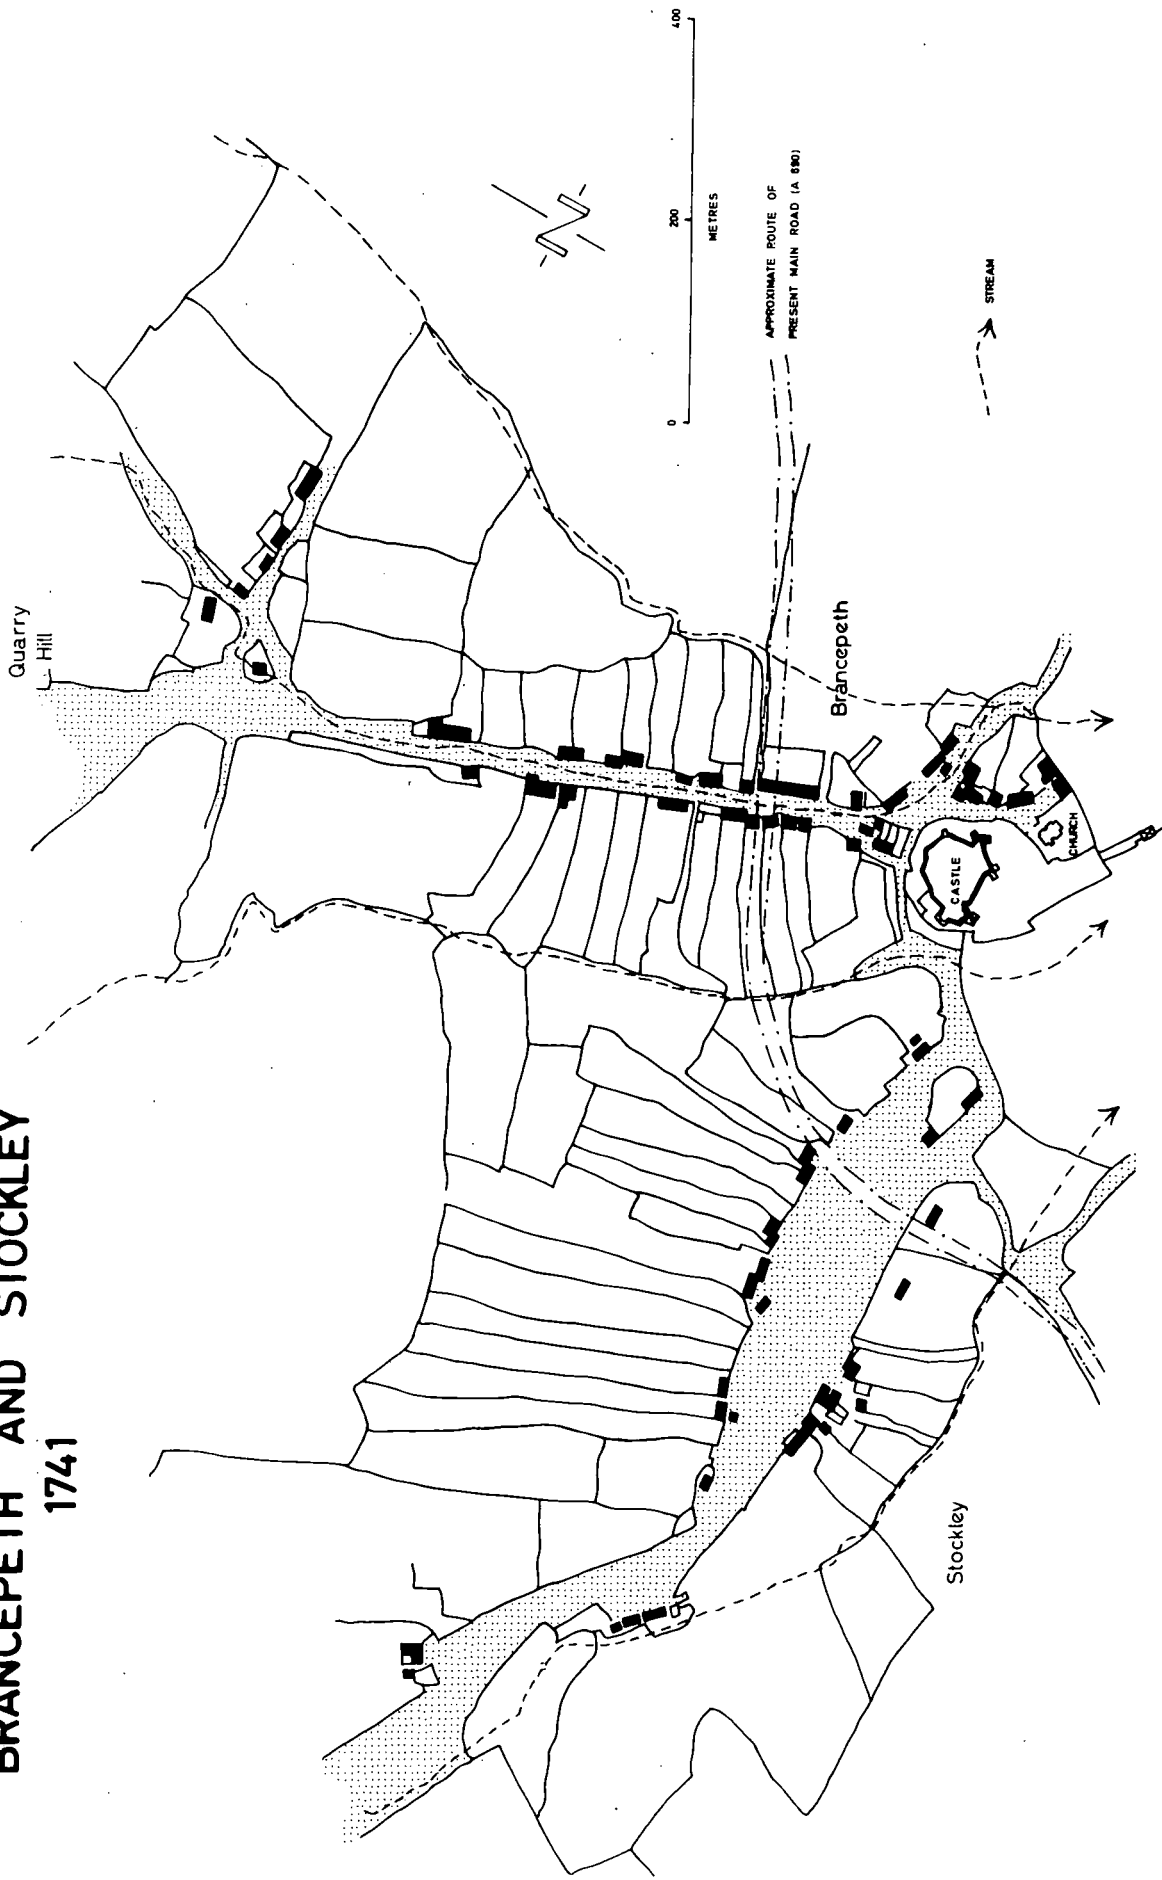 BRANCEPETH AND STOCKLEY
1741
Quarry
Hill
Brancepeth
Stockley
CASTLE
CHURCH
0 200 400
METRES
APPROXIMATE ROUTE OF
PRESENT MAIN ROAD (A 690)
STREAM
N